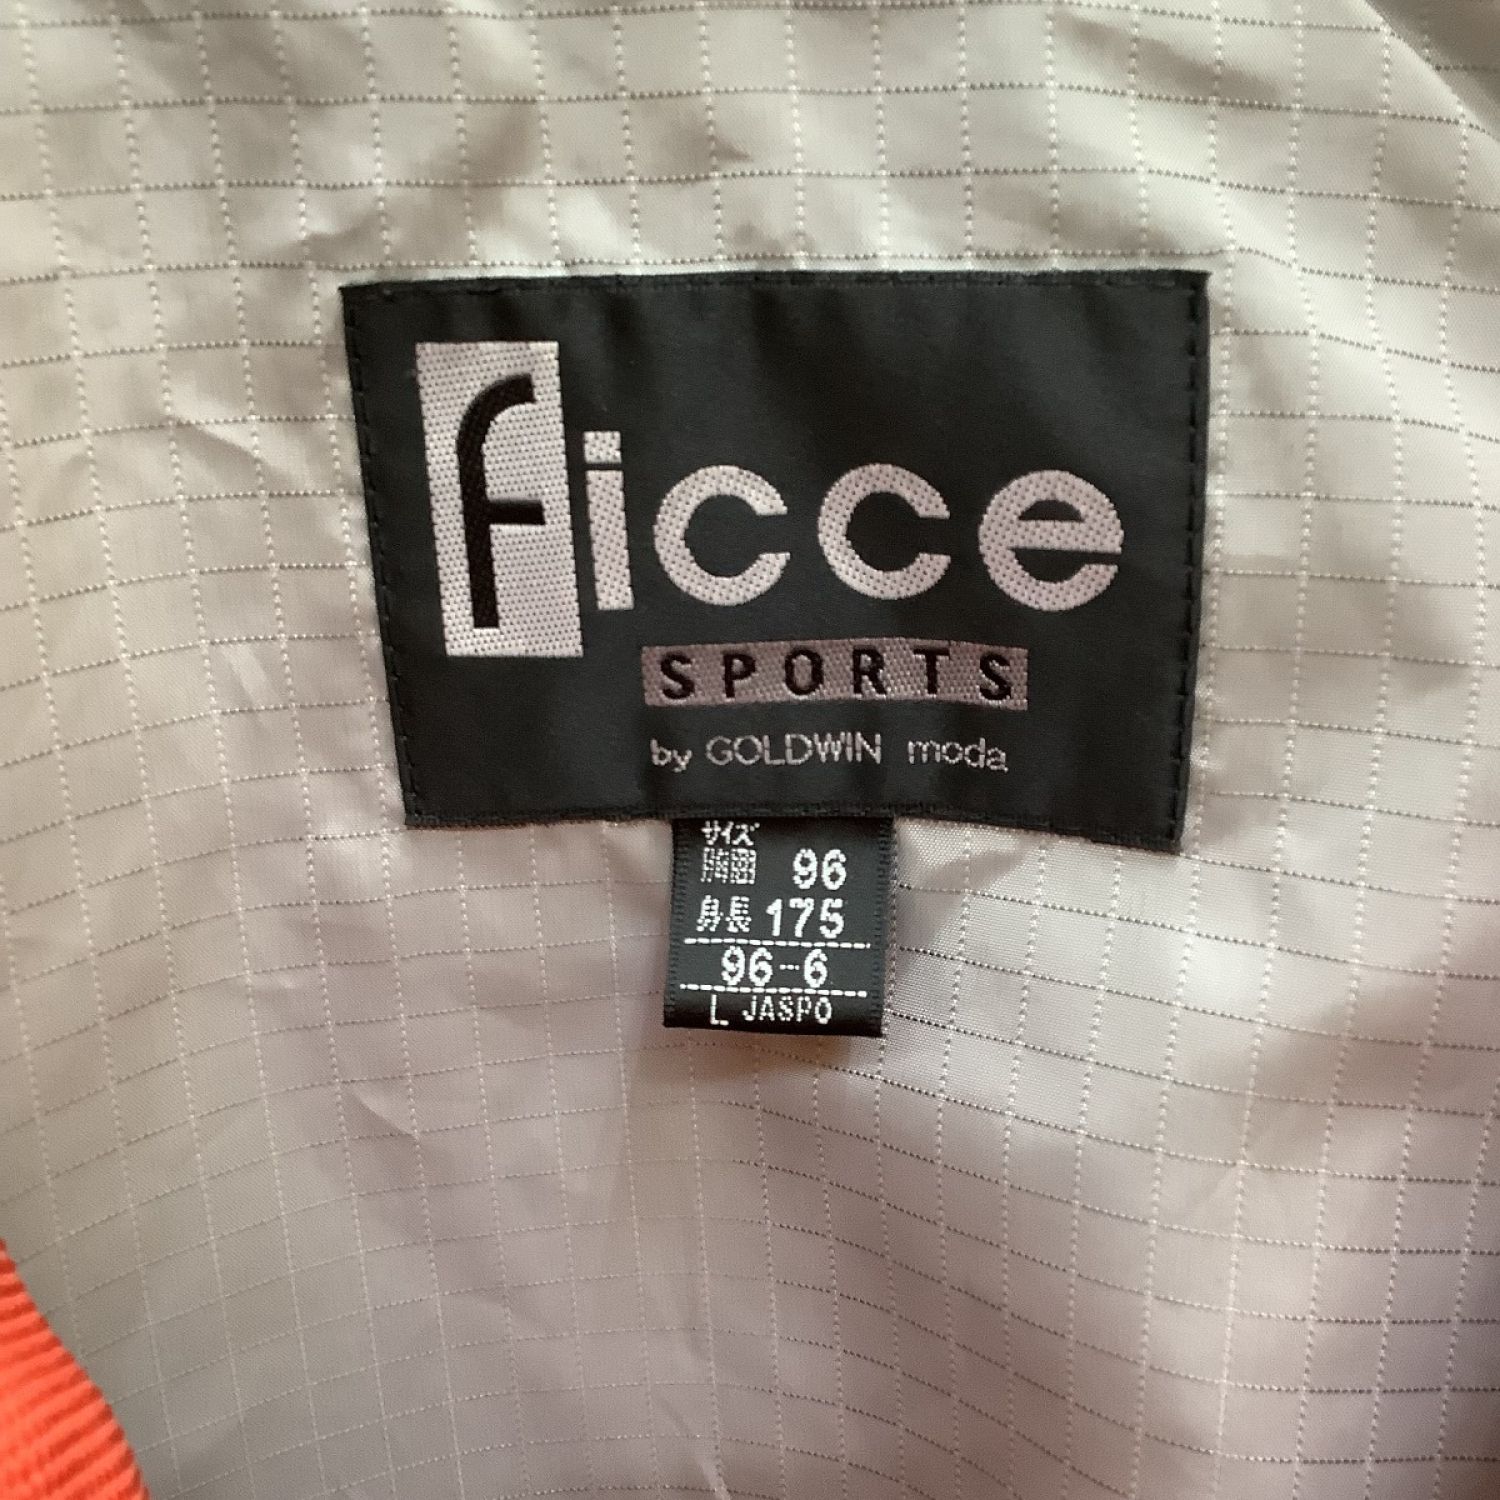 ficce
SPORTS
by GOLDWIN moda
サイズ
胸囲 96
身長 175
96-6
L JASPO